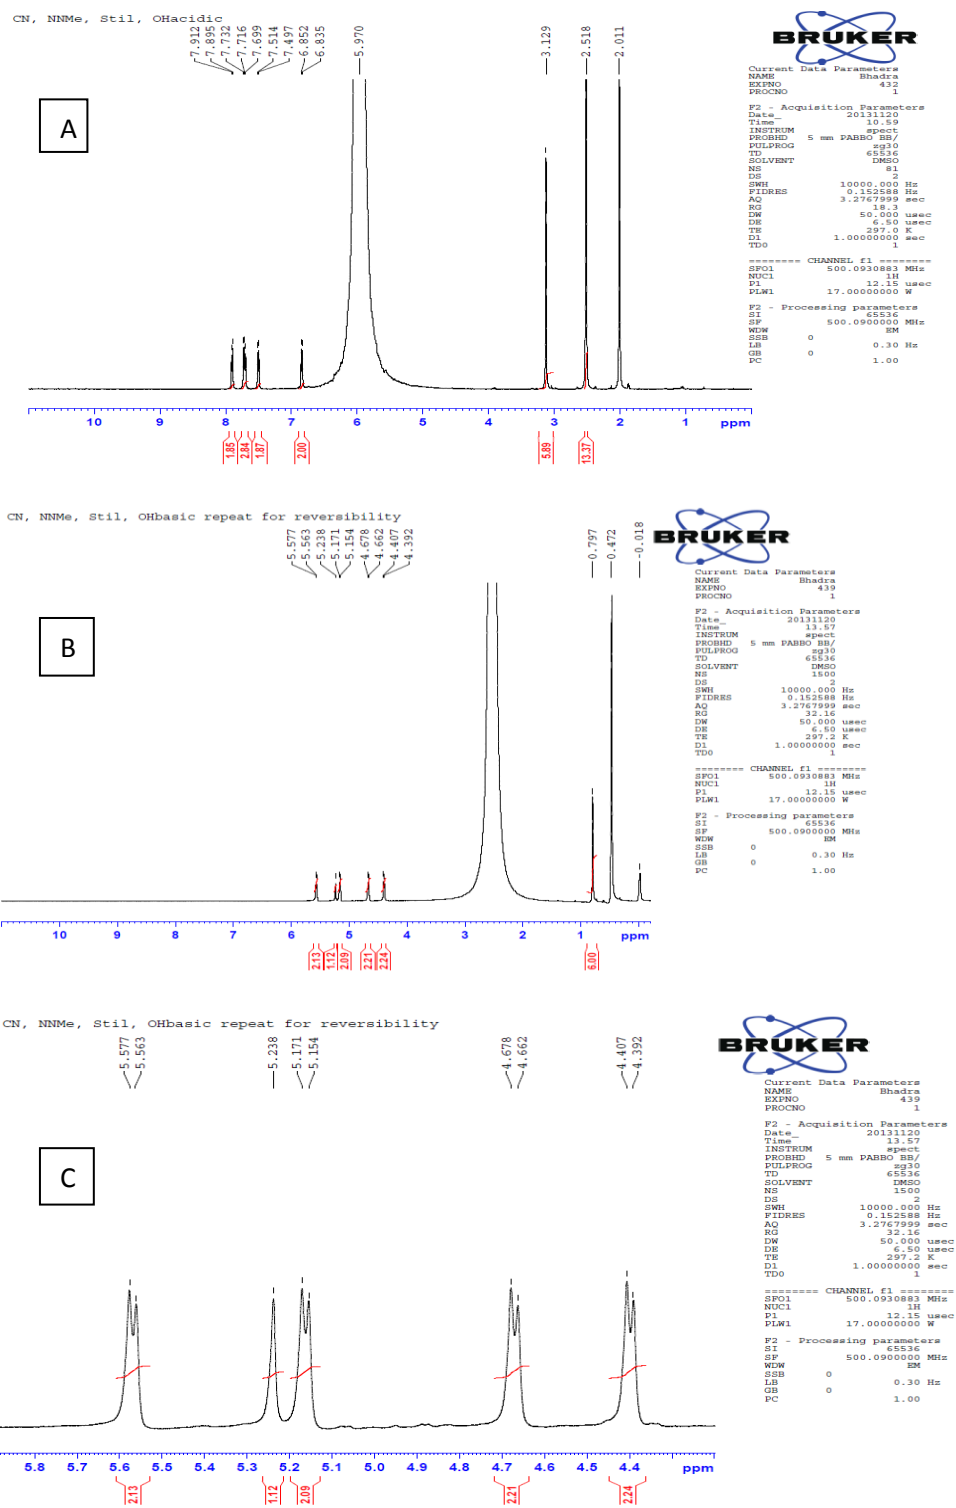 CN, NNMe, Stil, OHacidic
7.912
7.895
7.732
7.716
7.699
7.514
7.497
6.852
6.835
5.970
3.129
2.518
2.011
A
10 9 8 7 6 5 4 3 2 1 ppm
1.85
2.84
1.87
2.00
5.89
13.37
BRUKER
Current Data Parameters
NAME Bhadra
EXPNO 432
PROCNO 1
F2 - Acquisition Parameters
Date_ 20131120
Time 10.59
INSTRUM spect
PROBHD 5 mm PABBO BB/
PULPROG zg30
TD 65536
SOLVENT DMSO
NS 81
DS 2
SWH 10000.000 Hz
FIDRES 0.152588 Hz
AQ 3.2767999 sec
RG 18.3
DW 50.000 usec
DE 6.50 usec
TE 297.0 K
D1 1.00000000 sec
TD0 1
======== CHANNEL f1 ========
SFO1 500.0930883 MHz
NUC1 1H
P1 12.15 usec
PLW1 17.00000000 W
F2 - Processing parameters
SI 65536
SF 500.0900000 MHz
WDW EM
SSB 0
LB 0.30 Hz
GB 0
PC 1.00
CN, NNMe, Stil, OHbasic repeat for reversibility
5.577
5.563
5.238
5.171
5.154
4.678
4.662
4.407
4.392
0.797
0.472
-0.018
B
10 9 8 7 6 5 4 3 2 1 ppm
2.13
1.12
2.09
2.21
2.24
6.00
BRUKER
Current Data Parameters
NAME Bhadra
EXPNO 439
PROCNO 1
F2 - Acquisition Parameters
Date_ 20131120
Time 13.57
INSTRUM spect
PROBHD 5 mm PABBO BB/
PULPROG zg30
TD 65536
SOLVENT DMSO
NS 1500
DS 2
SWH 10000.000 Hz
FIDRES 0.152588 Hz
AQ 3.2767999 sec
RG 32.16
DW 50.000 usec
DE 6.50 usec
TE 297.2 K
D1 1.00000000 sec
TD0 1
======== CHANNEL f1 ========
SFO1 500.0930883 MHz
NUC1 1H
P1 12.15 usec
PLW1 17.00000000 W
F2 - Processing parameters
SI 65536
SF 500.0900000 MHz
WDW EM
SSB 0
LB 0.30 Hz
GB 0
PC 1.00
CN, NNMe, Stil, OHbasic repeat for reversibility
5.577
5.563
5.238
5.171
5.154
4.678
4.662
4.407
4.392
C
5.8 5.7 5.6 5.5 5.4 5.3 5.2 5.1 5.0 4.9 4.8 4.7 4.6 4.5 4.4 ppm
2.13
1.12
2.09
2.21
2.24
BRUKER
Current Data Parameters
NAME Bhadra
EXPNO 439
PROCNO 1
F2 - Acquisition Parameters
Date_ 20131120
Time 13.57
INSTRUM spect
PROBHD 5 mm PABBO BB/
PULPROG zg30
TD 65536
SOLVENT DMSO
NS 1500
DS 2
SWH 10000.000 Hz
FIDRES 0.152588 Hz
AQ 3.2767999 sec
RG 32.16
DW 50.000 usec
DE 6.50 usec
TE 297.2 K
D1 1.00000000 sec
TD0 1
======== CHANNEL f1 ========
SFO1 500.0930883 MHz
NUC1 1H
P1 12.15 usec
PLW1 17.00000000 W
F2 - Processing parameters
SI 65536
SF 500.0900000 MHz
WDW EM
SSB 0
LB 0.30 Hz
GB 0
PC 1.00